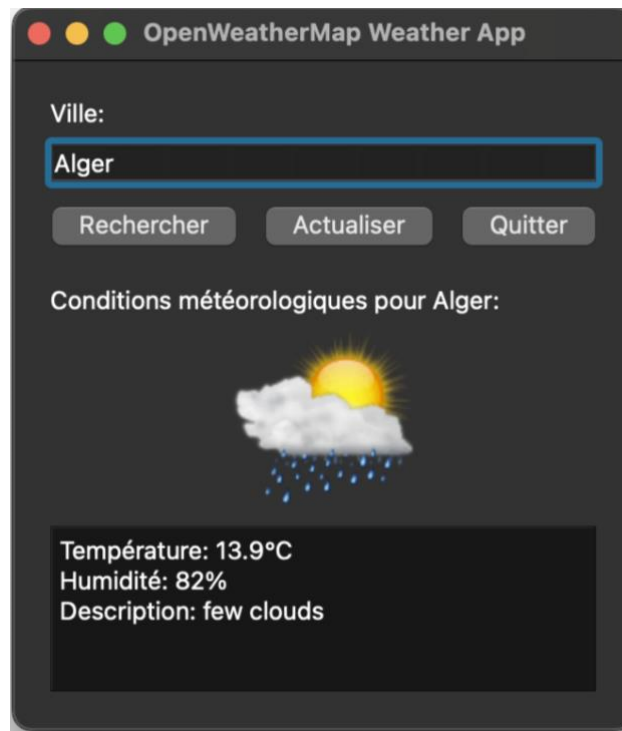 OpenWeatherMap Weather App
Ville:
Alger
Rechercher Actualiser Quitter
Conditions météorologiques pour Alger:
Température: 13.9°C
Humidité: 82%
Description: few clouds